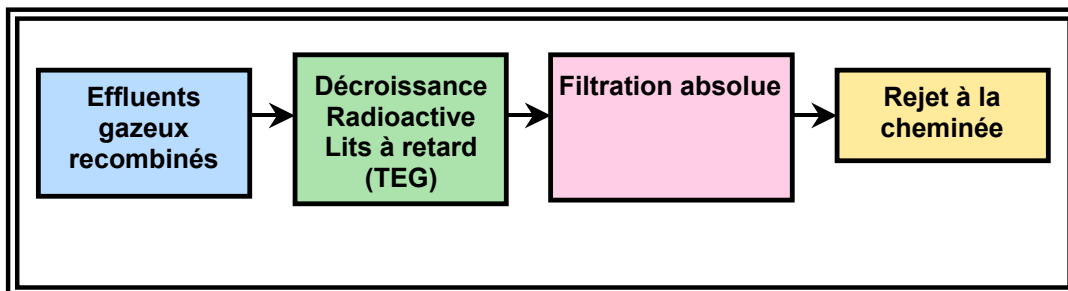 Effluents
gazeux
recombinés
Décroissance
Radioactive
Lits à retard
(TEG)
Filtration absolue
Rejet à la
cheminée